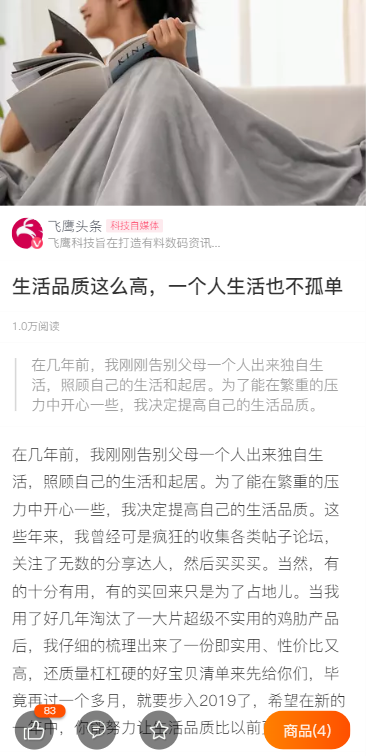 KINE
飞鹰头条 科技自媒体
飞鹰科技旨在打造有料数码资讯...
生活品质这么高，一个人生活也不孤单
1.0万阅读
在几年前，我刚刚告别父母一个人出来独自生
活，照顾自己的生活和起居。为了能在繁重的压
力中开心一些，我决定提高自己的生活品质。
在几年前，我刚刚告别父母一个人出来独自生
活，照顾自己的生活和起居。为了能在繁重的压
力中开心一些，我决定提高自己的生活品质。这
些年来，我曾经可是疯狂的收集各类帖子论坛，
关注了无数的分享达人，然后买买买。当然，有
的十分有用，有的买回来只是为了占地儿。当我
用了好几年淘汰了一大片超级不实用的鸡肋产品
后，我仔细的梳理出来了一份即实用、性价比又
高，还质量杠杠硬的好宝贝清单来先给你们，毕
竟再过一个多月，就要步入2019了，希望在新的
年中，你 努力让 活品质比以前
83
商品(4)